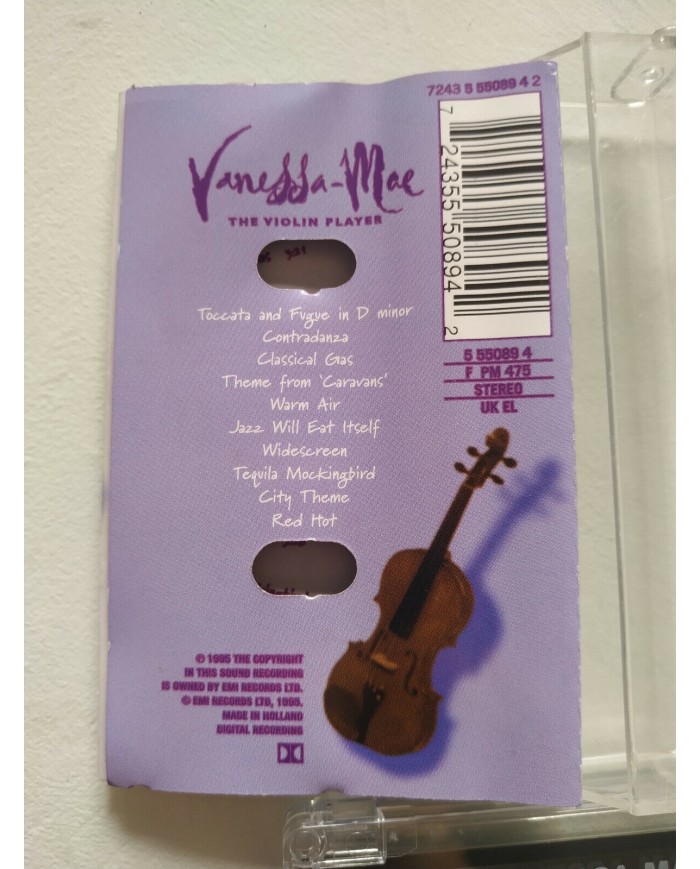 7243 5 55089 4 2
Vanessa-Mae
THE VIOLIN PLAYER
7 24355 50894 2
5 55089 4
F PM 475
STEREO
UK EL
Toccata and Fugue in D minor
Contradanza
Classical Gas
Theme from 'Caravans'
Warm Air
Jazz Will Eat Itself
Widescreen
Tequila Mockingbird
City Theme
Red Hot
℗ 1995 THE COPYRIGHT
IN THIS SOUND RECORDING
IS OWNED BY EMI RECORDS LTD.
© EMI RECORDS LTD, 1995.
MADE IN HOLLAND
DIGITAL RECORDING